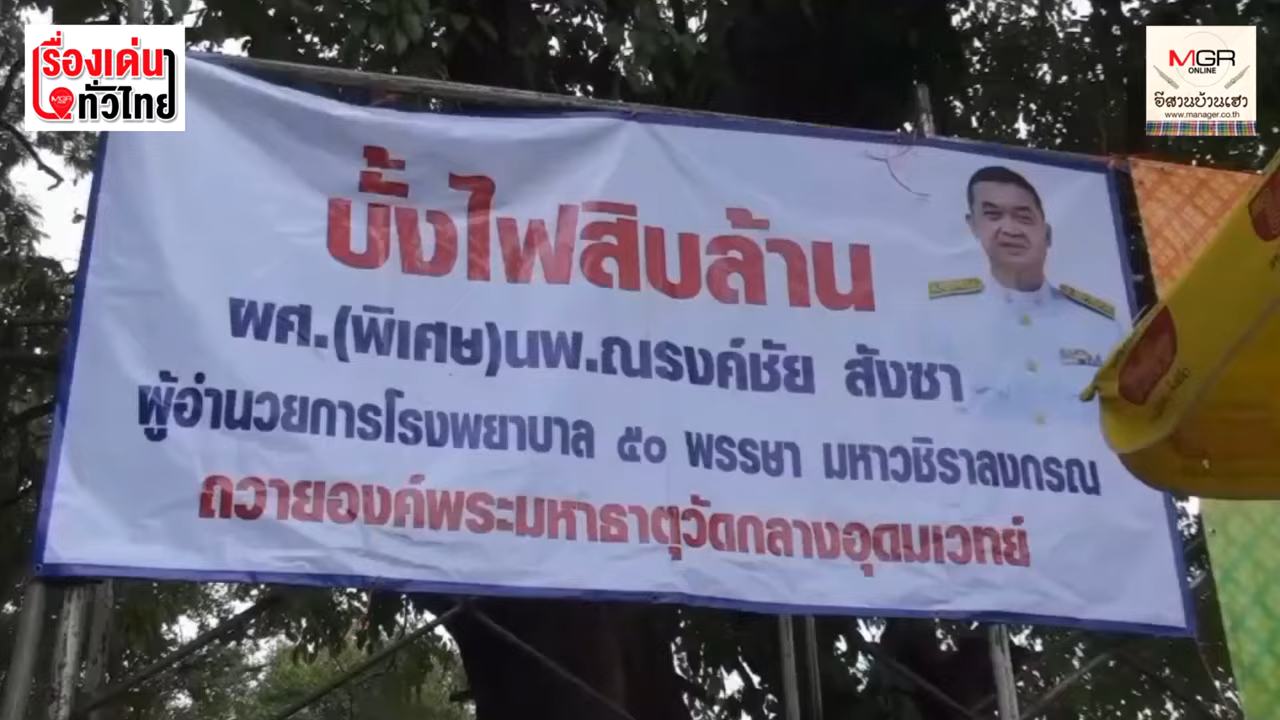 เรื่องเด่น
MGR
ทั่วไทย
MGR
ONLINE
อีสานบ้านเฮา
www.manager.co.th
บั้งไฟสิบล้าน
ผศ.(พิเศษ)นพ.ณรงค์ชัย สังซา
ผู้อำนวยการโรงพยาบาล ๕๐ พรรษา มหาวชิราลงกรณ
ถวายองค์พระมหาธาตุวัดกลางอุดมเวทย์